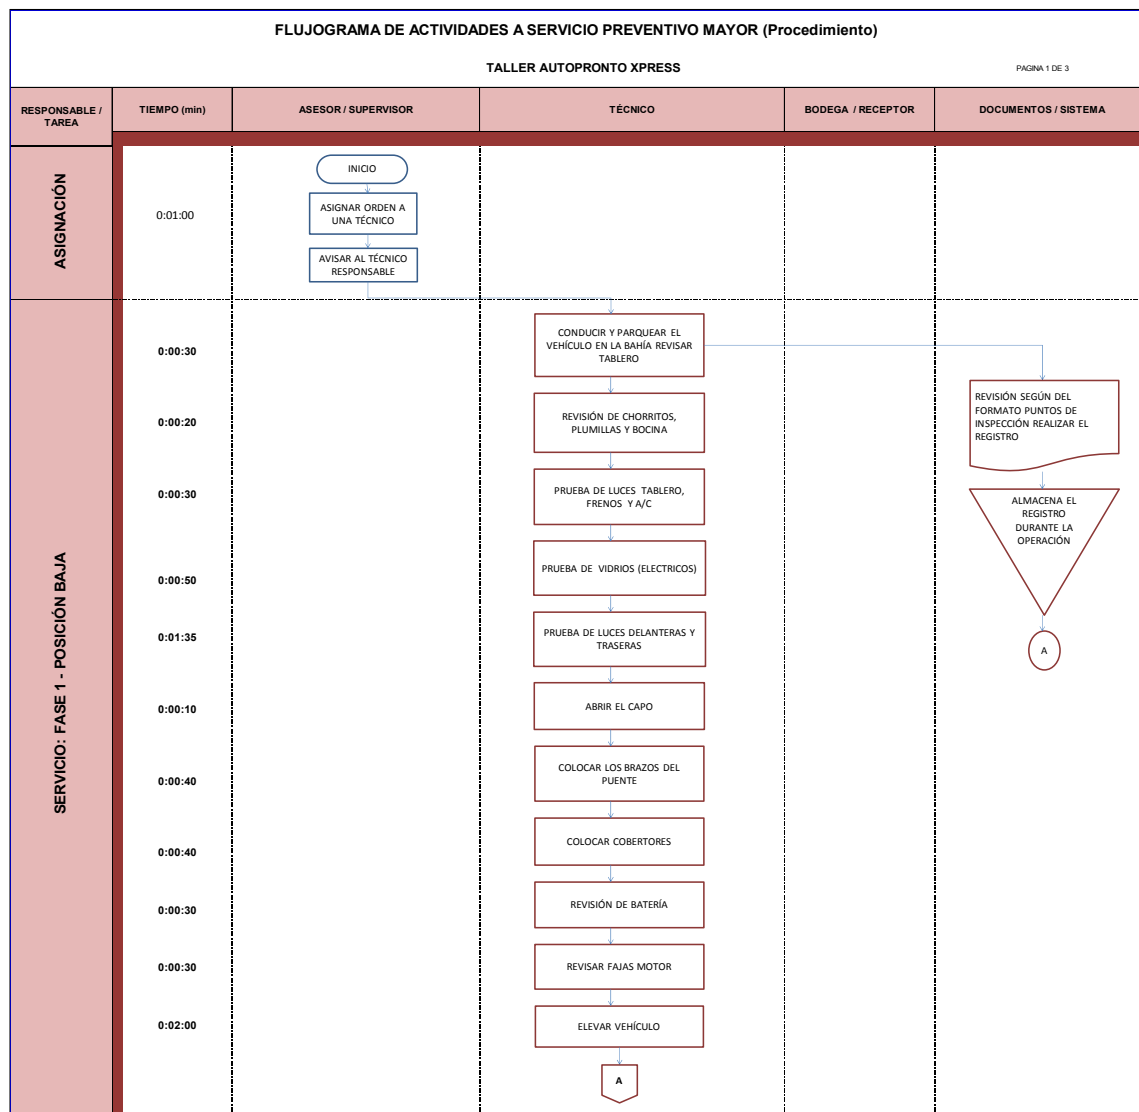 FLUJOGRAMA DE ACTIVIDADES A SERVICIO PREVENTIVO MAYOR (Procedimiento)
TALLER AUTOPRONTO XPRESS
PAGINA 1 DE 3
RESPONSABLE /
TAREA
TIEMPO (min)
ASESOR / SUPERVISOR
TÉCNICO
BODEGA / RECEPTOR
DOCUMENTOS / SISTEMA
ASIGNACIÓN
0:01:00
INICIO
ASIGNAR ORDEN A
UNA TÉCNICO
AVISAR AL TÉCNICO
RESPONSABLE
SERVICIO: FASE 1 - POSICIÓN BAJA
0:00:30
CONDUCIR Y PARQUEAR EL
VEHÍCULO EN LA BAHÍA REVISAR
TABLERO
0:00:20
REVISIÓN DE CHORRITOS,
PLUMILLAS Y BOCINA
REVISIÓN SEGÚN DEL
FORMATO PUNTOS DE
INSPECCIÓN REALIZAR EL
REGISTRO
0:00:30
PRUEBA DE LUCES TABLERO,
FRENOS Y A/C
ALMACENA EL
REGISTRO
DURANTE LA
OPERACIÓN
0:00:50
PRUEBA DE VIDRIOS (ELECTRICOS)
0:01:35
PRUEBA DE LUCES DELANTERAS Y
TRASERAS
A
0:00:10
ABRIR EL CAPO
0:00:40
COLOCAR LOS BRAZOS DEL
PUENTE
0:00:40
COLOCAR COBERTORES
0:00:30
REVISIÓN DE BATERÍA
0:00:30
REVISAR FAJAS MOTOR
0:02:00
ELEVAR VEHÍCULO
A